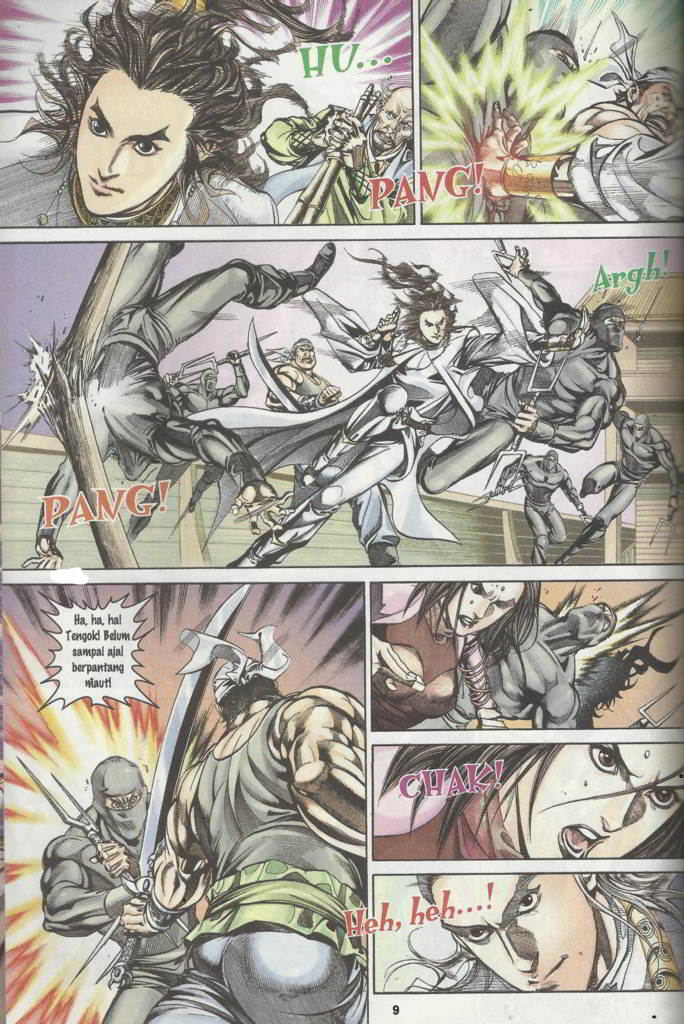 HU...
PANG!
Argh!
PANG!
Ha, ha, ha!
Tengok! Belum
sampai ajal
berpantang
maut!
CHAK!
Heh, heh...!
9